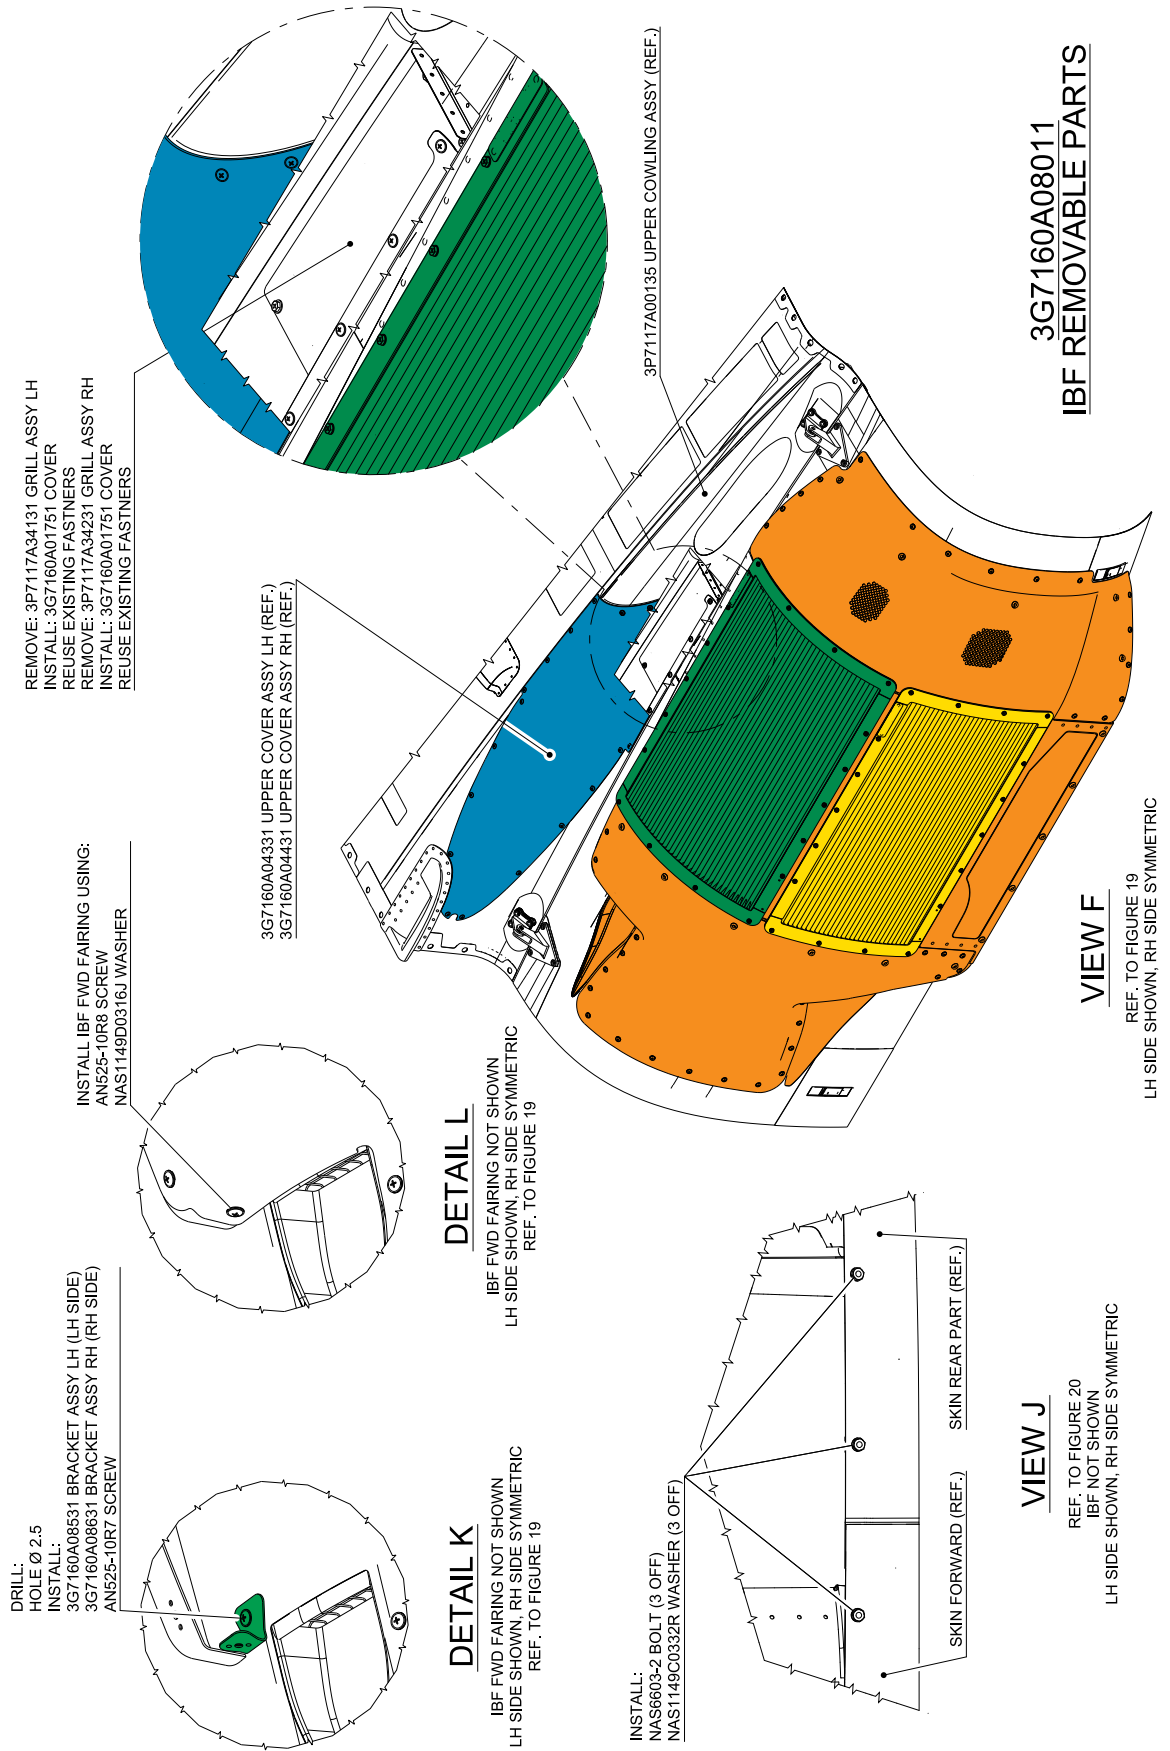 DRILL:
HOLE Ø 2.5
INSTALL:
3G7160A08531 BRACKET ASSY LH (LH SIDE)
3G7160A08631 BRACKET ASSY RH (RH SIDE)
AN525-10R7 SCREW
DETAIL K
IBF FWD FAIRING NOT SHOWN
LH SIDE SHOWN, RH SIDE SYMMETRIC
REF. TO FIGURE 19
INSTALL IBF FWD FAIRING USING:
AN525-10R8 SCREW
NAS1149D0316J WASHER
DETAIL L
IBF FWD FAIRING NOT SHOWN
LH SIDE SHOWN, RH SIDE SYMMETRIC
REF. TO FIGURE 19
REMOVE: 3P7117A34131 GRILL ASSY LH
INSTALL: 3G7160A01751 COVER
REUSE EXISTING FASTNERS
REMOVE: 3P7117A34231 GRILL ASSY RH
INSTALL: 3G7160A01751 COVER
REUSE EXISTING FASTNERS
3G7160A04331 UPPER COVER ASSY LH (REF.)
3G7160A04431 UPPER COVER ASSY RH (REF.)
3P7117A00135 UPPER COWLING ASSY (REF.)
INSTALL:
NAS6603-2 BOLT (3 OFF)
NAS1149C0332R WASHER (3 OFF)
SKIN FORWARD (REF.)
SKIN REAR PART (REF.)
VIEW J
REF. TO FIGURE 20
IBF NOT SHOWN
LH SIDE SHOWN, RH SIDE SYMMETRIC
VIEW F
REF. TO FIGURE 19
LH SIDE SHOWN, RH SIDE SYMMETRIC
3G7160A08011
IBF REMOVABLE PARTS